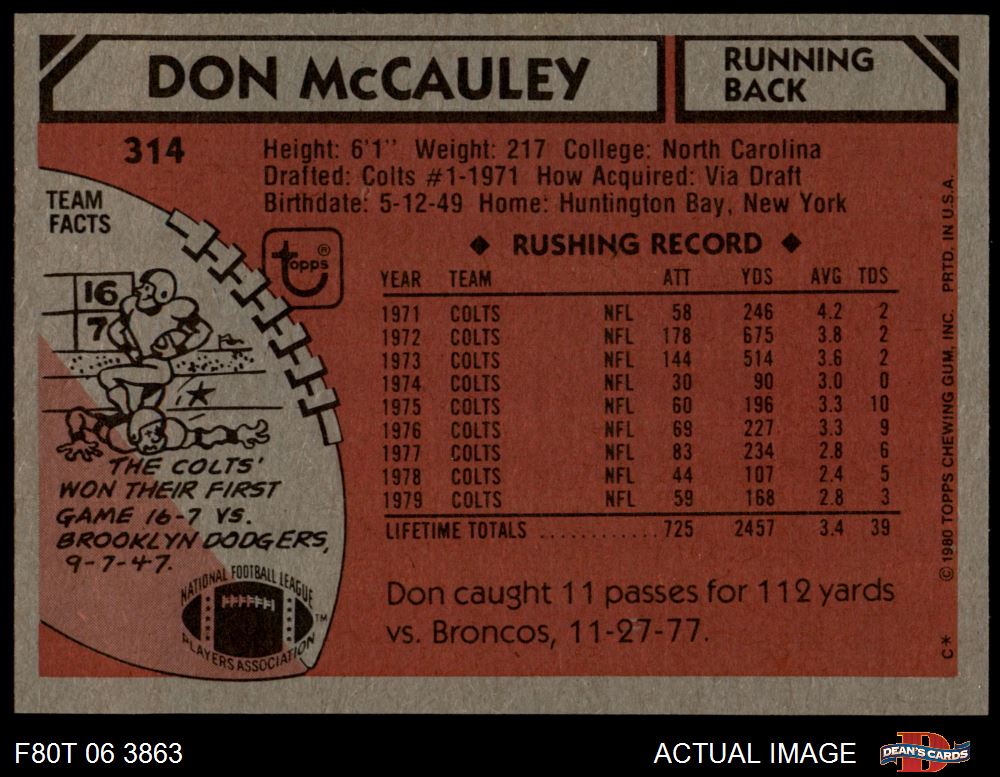 DON McCAULEY
RUNNING
BACK
314
Height: 6'1" Weight: 217 College: North Carolina
Drafted: Colts #1-1971 How Acquired: Via Draft
Birthdate: 5-12-49 Home: Huntington Bay, New York
TEAM
FACTS
topps ®
16
7
THE COLTS'
WON THEIR FIRST
GAME 16-7 VS.
BROOKLYN DODGERS,
9-7-47.
NATIONAL FOOTBALL LEAGUE
PLAYERS ASSOCIATION
TM
◆ RUSHING RECORD ◆
YEAR TEAM ATT YDS AVG TDS
1971 COLTS NFL 58 246 4.2 2
1972 COLTS NFL 178 675 3.8 2
1973 COLTS NFL 144 514 3.6 2
1974 COLTS NFL 30 90 3.0 0
1975 COLTS NFL 60 196 3.3 10
1976 COLTS NFL 69 227 3.3 9
1977 COLTS NFL 83 234 2.8 6
1978 COLTS NFL 44 107 2.4 5
1979 COLTS NFL 59 168 2.8 3
LIFETIME TOTALS ............ 725 2457 3.4 39
Don caught 11 passes for 112 yards
vs. Broncos, 11-27-77.
C* © 1980 TOPPS CHEWING GUM, INC. PRTD. IN U.S.A.
F80T 06 3863
ACTUAL IMAGE
D
DEAN'S CARDS